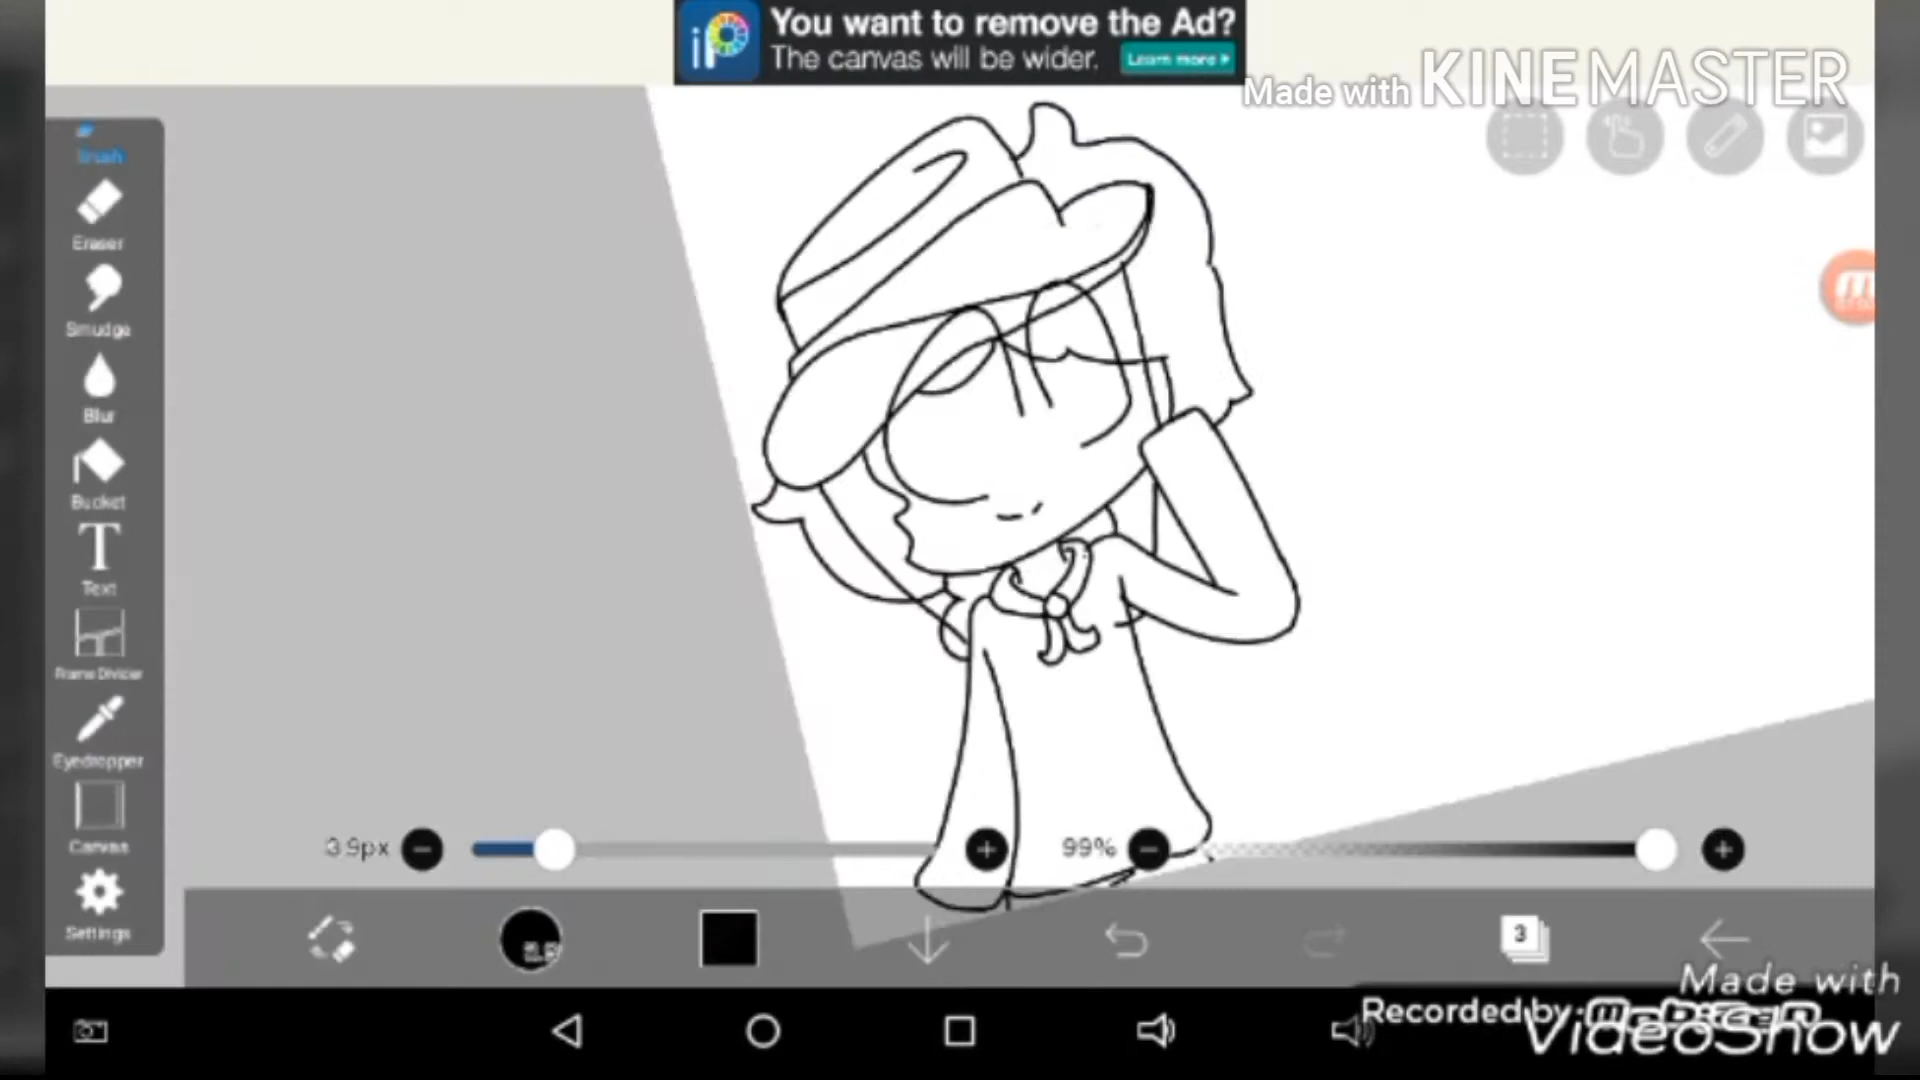 You want to remove the Ad?
The canvas will be wider.
Learn more
iP
Made with KINEMASTER
Eraser
Smudge
Blur
Bucket
T
Text
Frame Divider
Eyedropper
Canvas
Settings
3.9px
99%
3
Made with
Recorded by
VideoShow